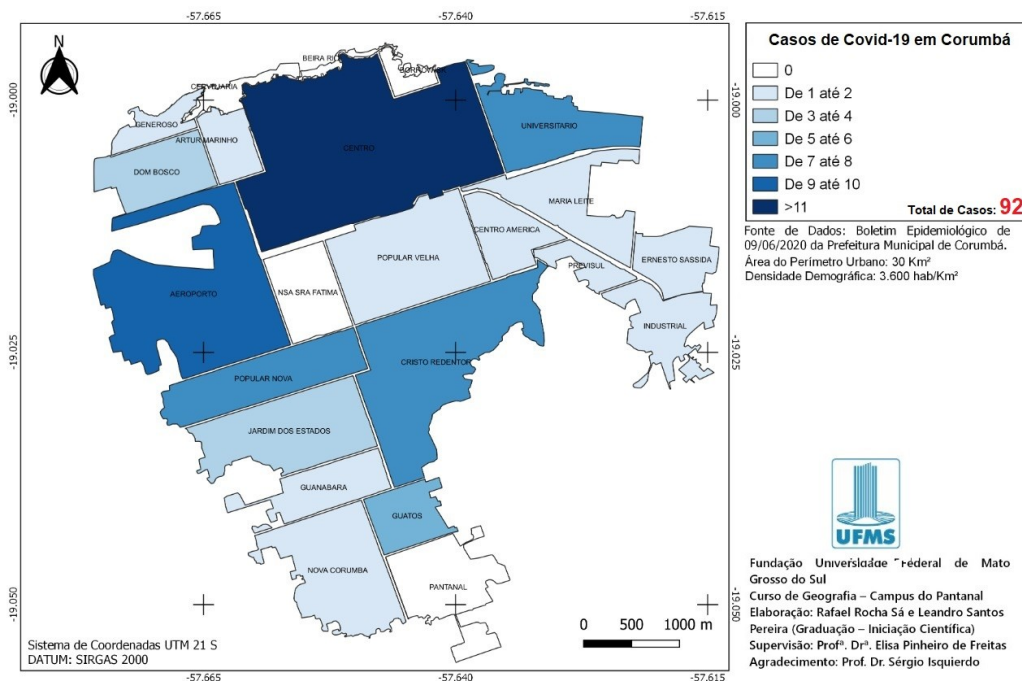 -57.665
-57.640
-57.615
N
BEIRA RIO
BORROWSKI
CERVEJARIA
-19.000
GENEROSO
ARTUR MARINHO
CENTRO
UNIVERSITARIO
DOM BOSCO
MARIA LEITE
CENTRO AMERICA
POPULAR VELHA
PREVISUL
ERNESTO SASSIDA
AEROPORTO
NSA SRA FATIMA
INDUSTRIAL
-19.025
-19.025
CRISTO REDENTOR
POPULAR NOVA
JARDIM DOS ESTADOS
GUANABARA
GUATOS
NOVA CORUMBA
PANTANAL
-19.050
-19.050
0 500 1000 m
Sistema de Coordenadas UTM 21 S
DATUM: SIRGAS 2000
-57.665
-57.640
-57.615
Casos de Covid-19 em Corumbá
0
De 1 até 2
De 3 até 4
De 5 até 6
De 7 até 8
De 9 até 10
>11
Total de Casos: 92
Fonte de Dados: Boletim Epidemiológico de
09/06/2020 da Prefeitura Municipal de Corumbá.
Área do Perímetro Urbano: 30 Km²
Densidade Demográfica: 3.600 hab/Km²
UFMS
Fundação Universidade Federal de Mato
Grosso do Sul
Curso de Geografia – Campus do Pantanal
Elaboração: Rafael Rocha Sá e Leandro Santos
Pereira (Graduação – Iniciação Científica)
Supervisão: Profª. Drª. Elisa Pinheiro de Freitas
Agradecimento: Prof. Dr. Sérgio Isquierdo